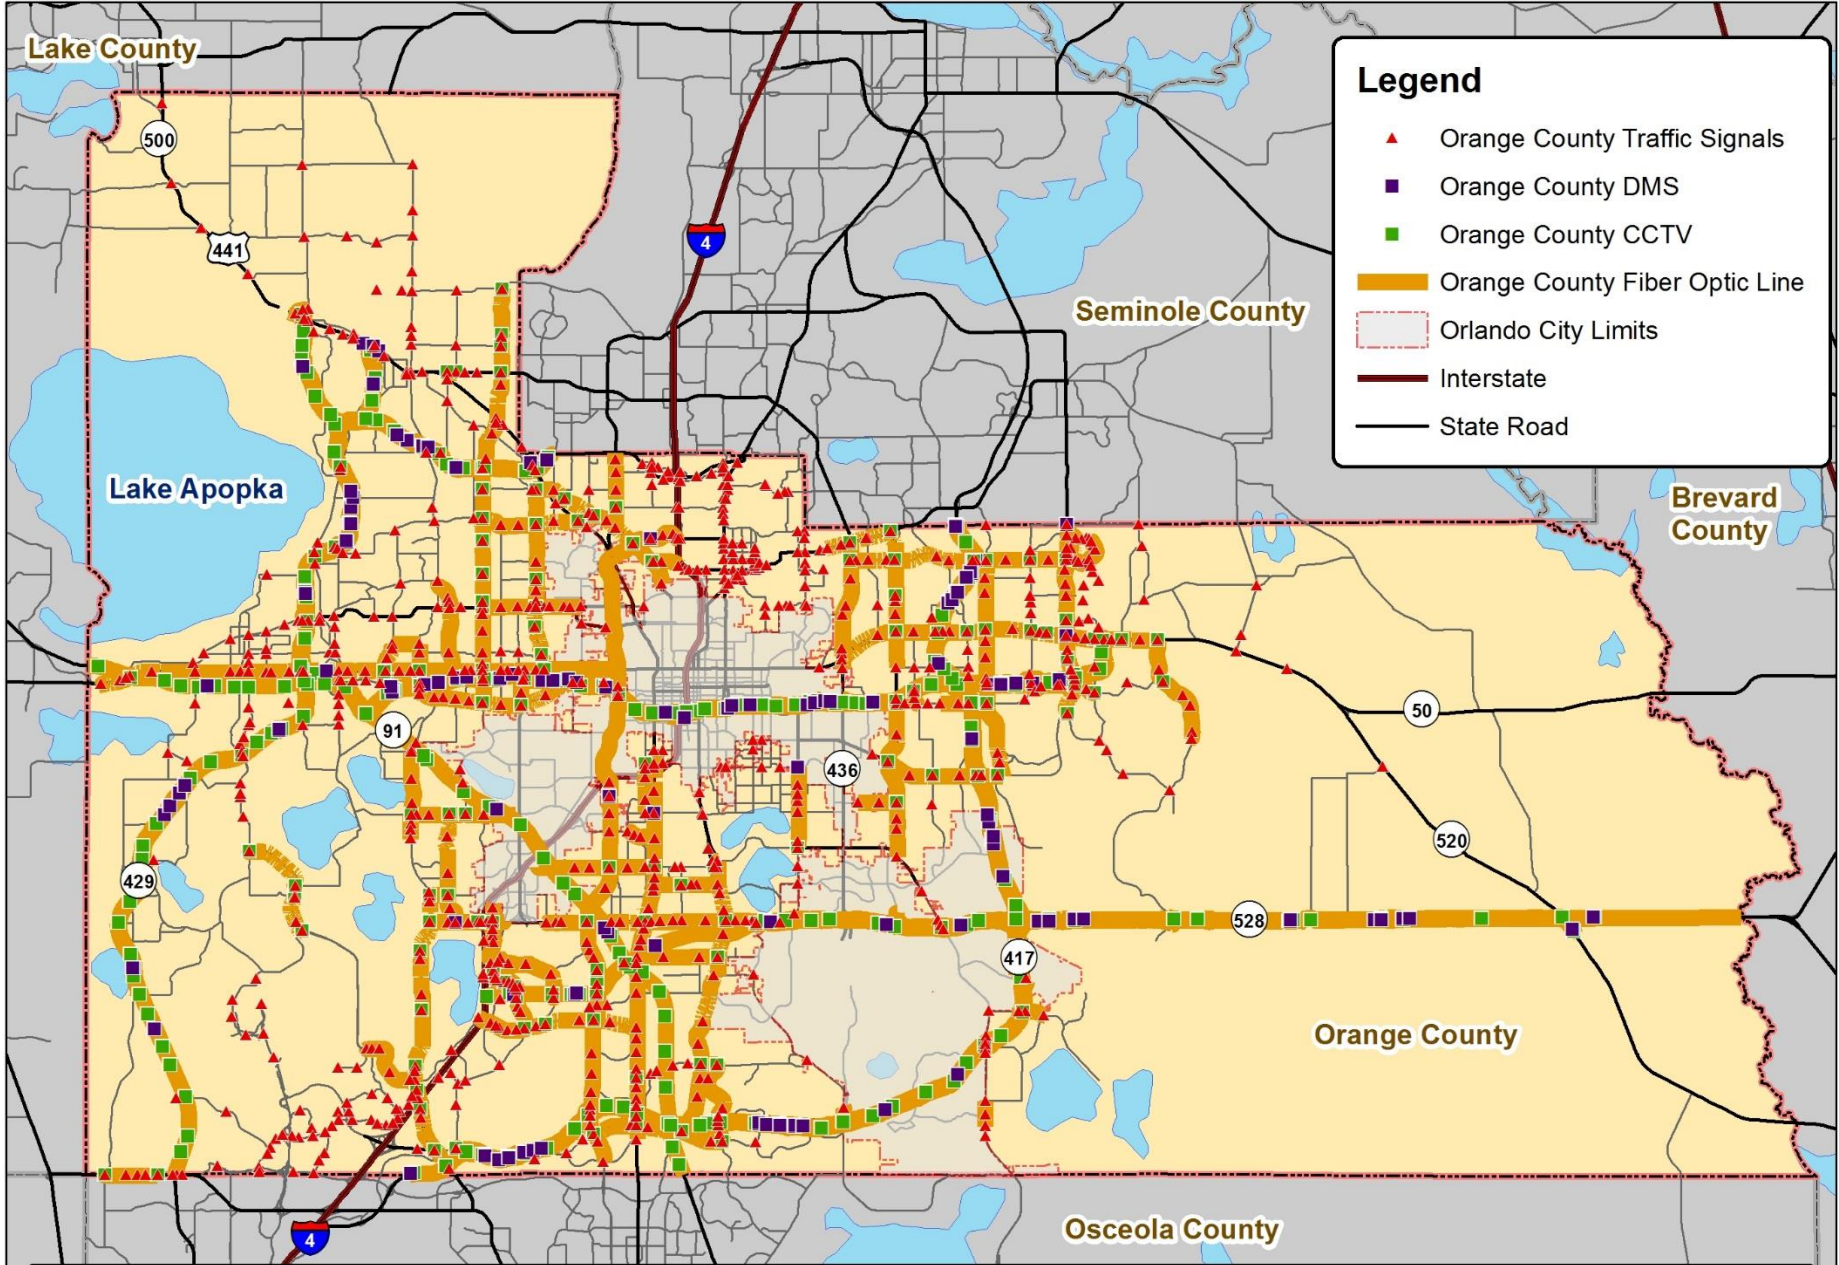 Lake County
Legend
500
Orange County Traffic Signals
Orange County DMS
4
Orange County CCTV
441
Orange County Fiber Optic Line
Seminole County
Orlando City Limits
Interstate
State Road
Lake Apopka
Brevard
County
50
91
436
520
429
528
417
Orange County
Osceola County
4